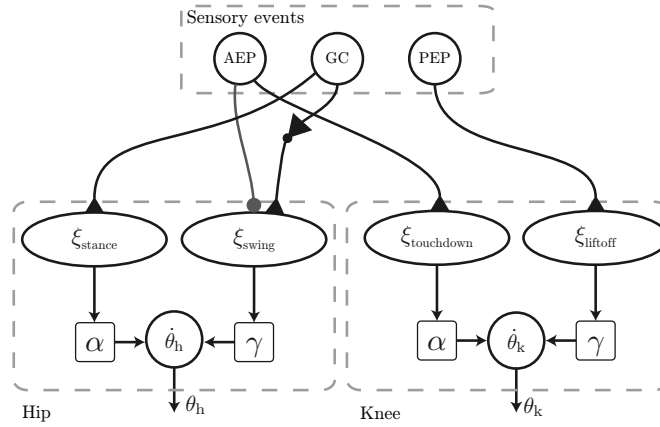 Sensory events
AEP GC PEP
ξstance ξswing ξtouchdown ξliftoff
α θ̇h γ α θ̇k γ
θh θk
Hip Knee